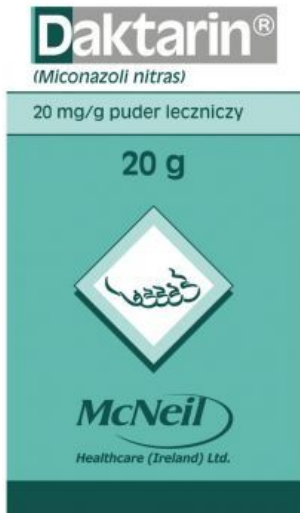 Daktarin®
(Miconazoli nitras)
20 mg/g puder leczniczy
20 g
McNeil
Healthcare (Ireland) Ltd.